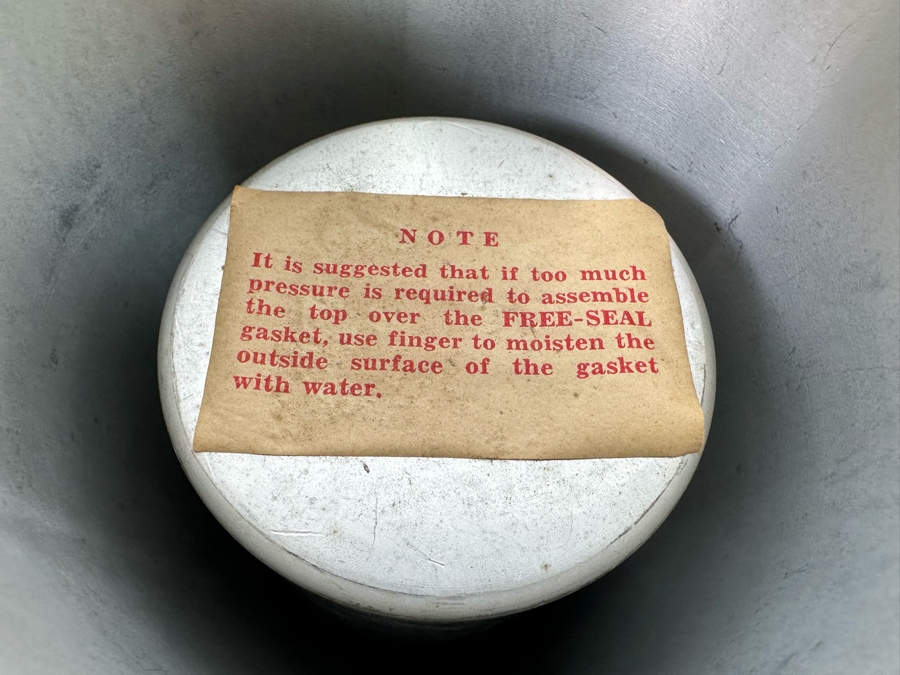 NOTE
It is suggested that if too much
pressure is required to assemble
the top over the FREE-SEAL
gasket, use finger to moisten the
outside surface of the gasket
with water.